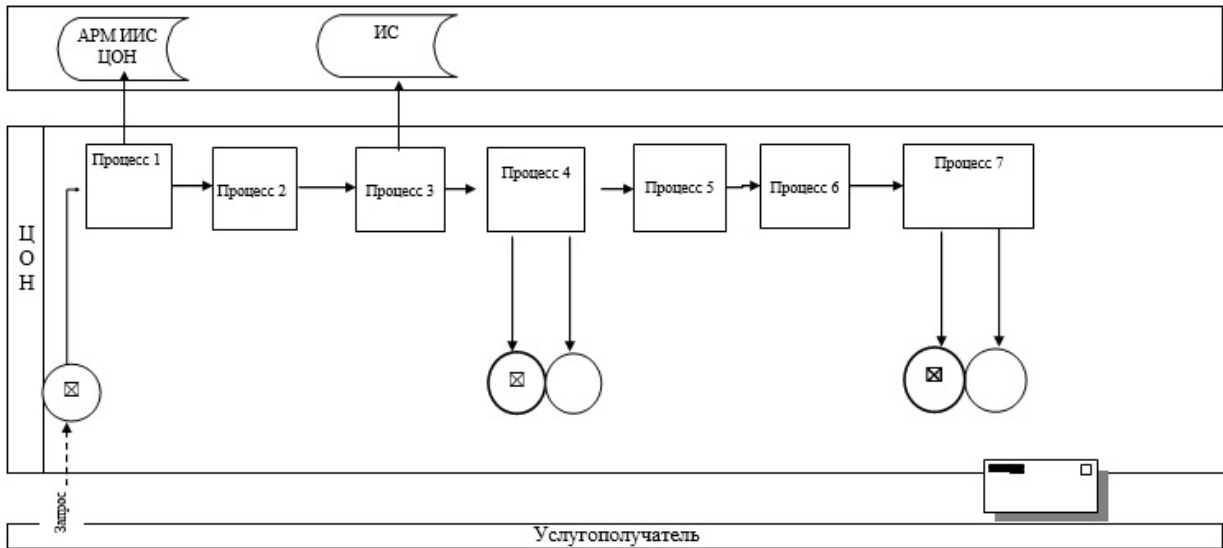 АРМ ИИС
ЦОН
ИС
Процесс 1
Процесс 2
Процесс 3
Процесс 4
Процесс 5
Процесс 6
Процесс 7
Ц
О
Н
Запрос
Услугополучатель